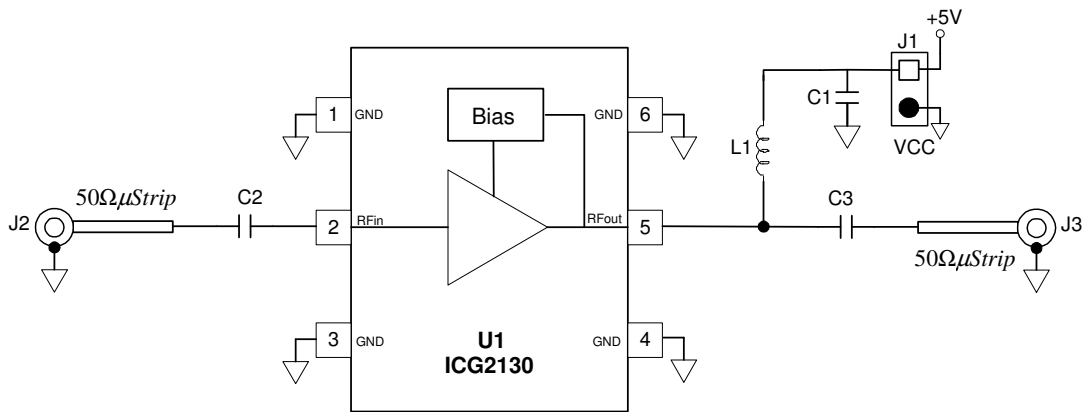 +5V
J1
C1
1
GND
Bias
GND
6
L1
VCC
50ΩμStrip
C2
C3
J2
2
RFin
RFout
5
J3
50ΩμStrip
3
GND
U1
ICG2130
GND
4